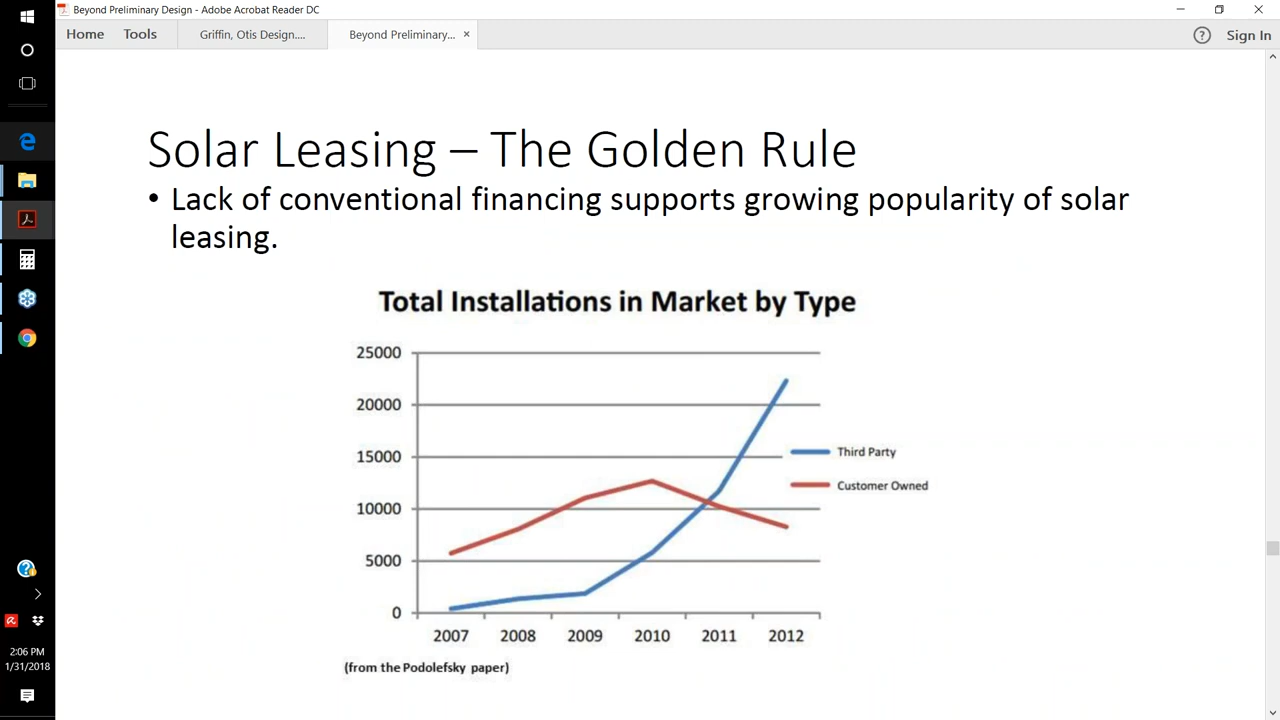 Beyond Preliminary Design - Adobe Acrobat Reader DC
Home Tools Griffin, Otis Design.... Beyond Preliminary... × ? Sign In
Solar Leasing – The Golden Rule
• Lack of conventional financing supports growing popularity of solar
leasing.
Total Installations in Market by Type
25000
20000
15000
10000
5000
0
Third Party
Customer Owned
2007 2008 2009 2010 2011 2012
(from the Podolefsky paper)
2:06 PM
1/31/2018